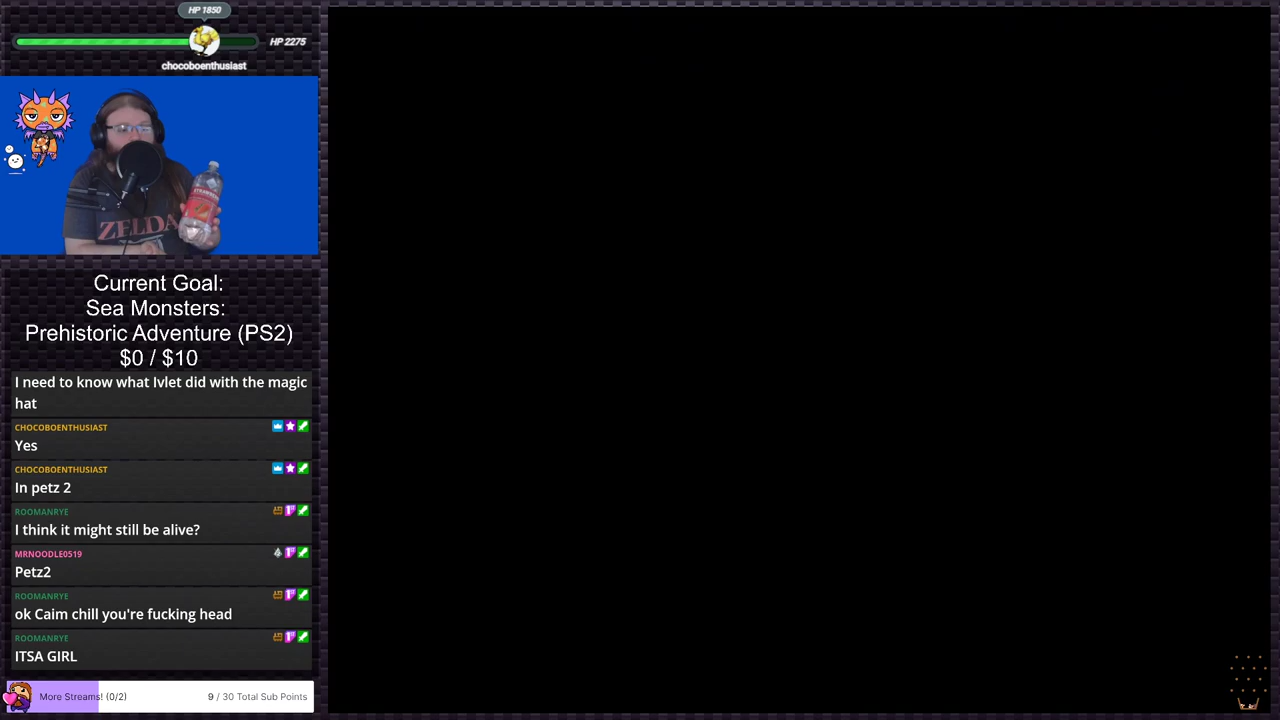 HP 1850
HP 2275
chocoboenthusiast
STRAWBERRY
ZELDA
Current Goal:
Sea Monsters:
Prehistoric Adventure (PS2)
$0 / $10
I need to know what Ivlet did with the magic
hat
CHOCOBOENTHUSIAST
Yes
CHOCOBOENTHUSIAST
In petz 2
ROOMANRYE
I think it might still be alive?
MRNOODLE0519
Petz2
ROOMANRYE
ok Caim chill you're fucking head
ROOMANRYE
ITSA GIRL
More Streams! (0/2)
9 / 30 Total Sub Points